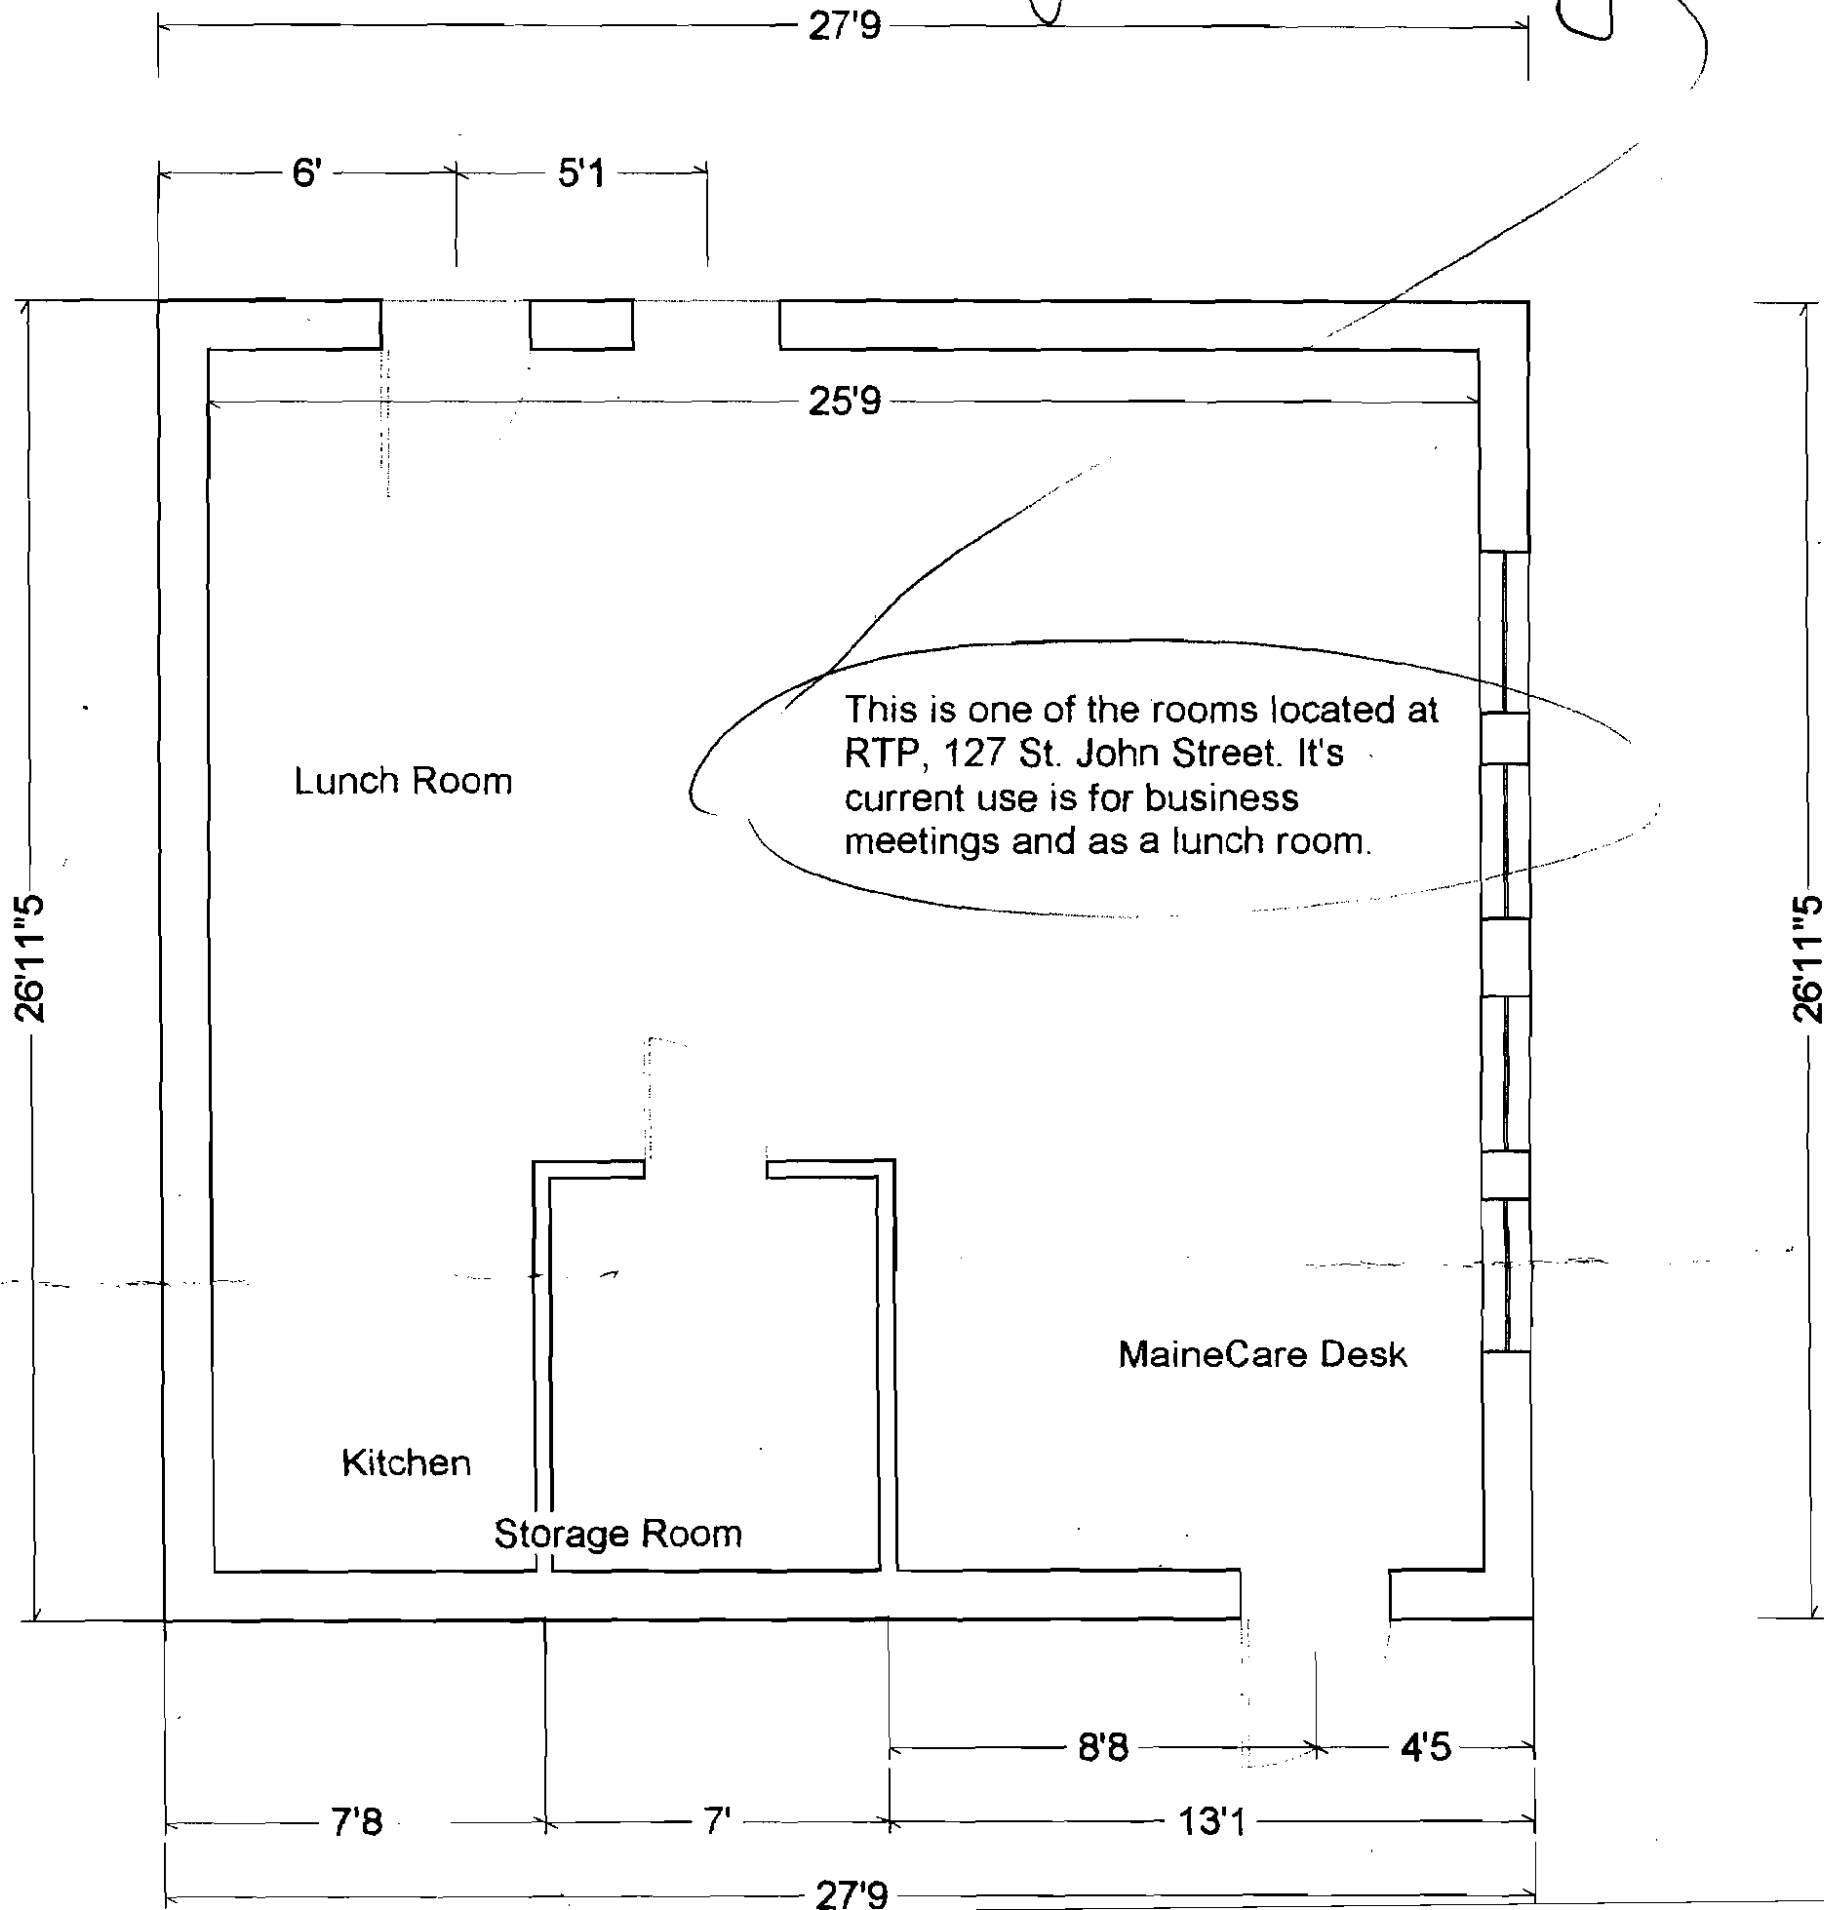 27'9
6'
5'1
25'9
This is one of the rooms located at
RTP, 127 St. John Street. It's
current use is for business
meetings and as a lunch room.
Lunch Room
26'11"5
26'11"5
MaineCare Desk
Kitchen
Storage Room
8'8
4'5
7'8
7'
13'1
27'9